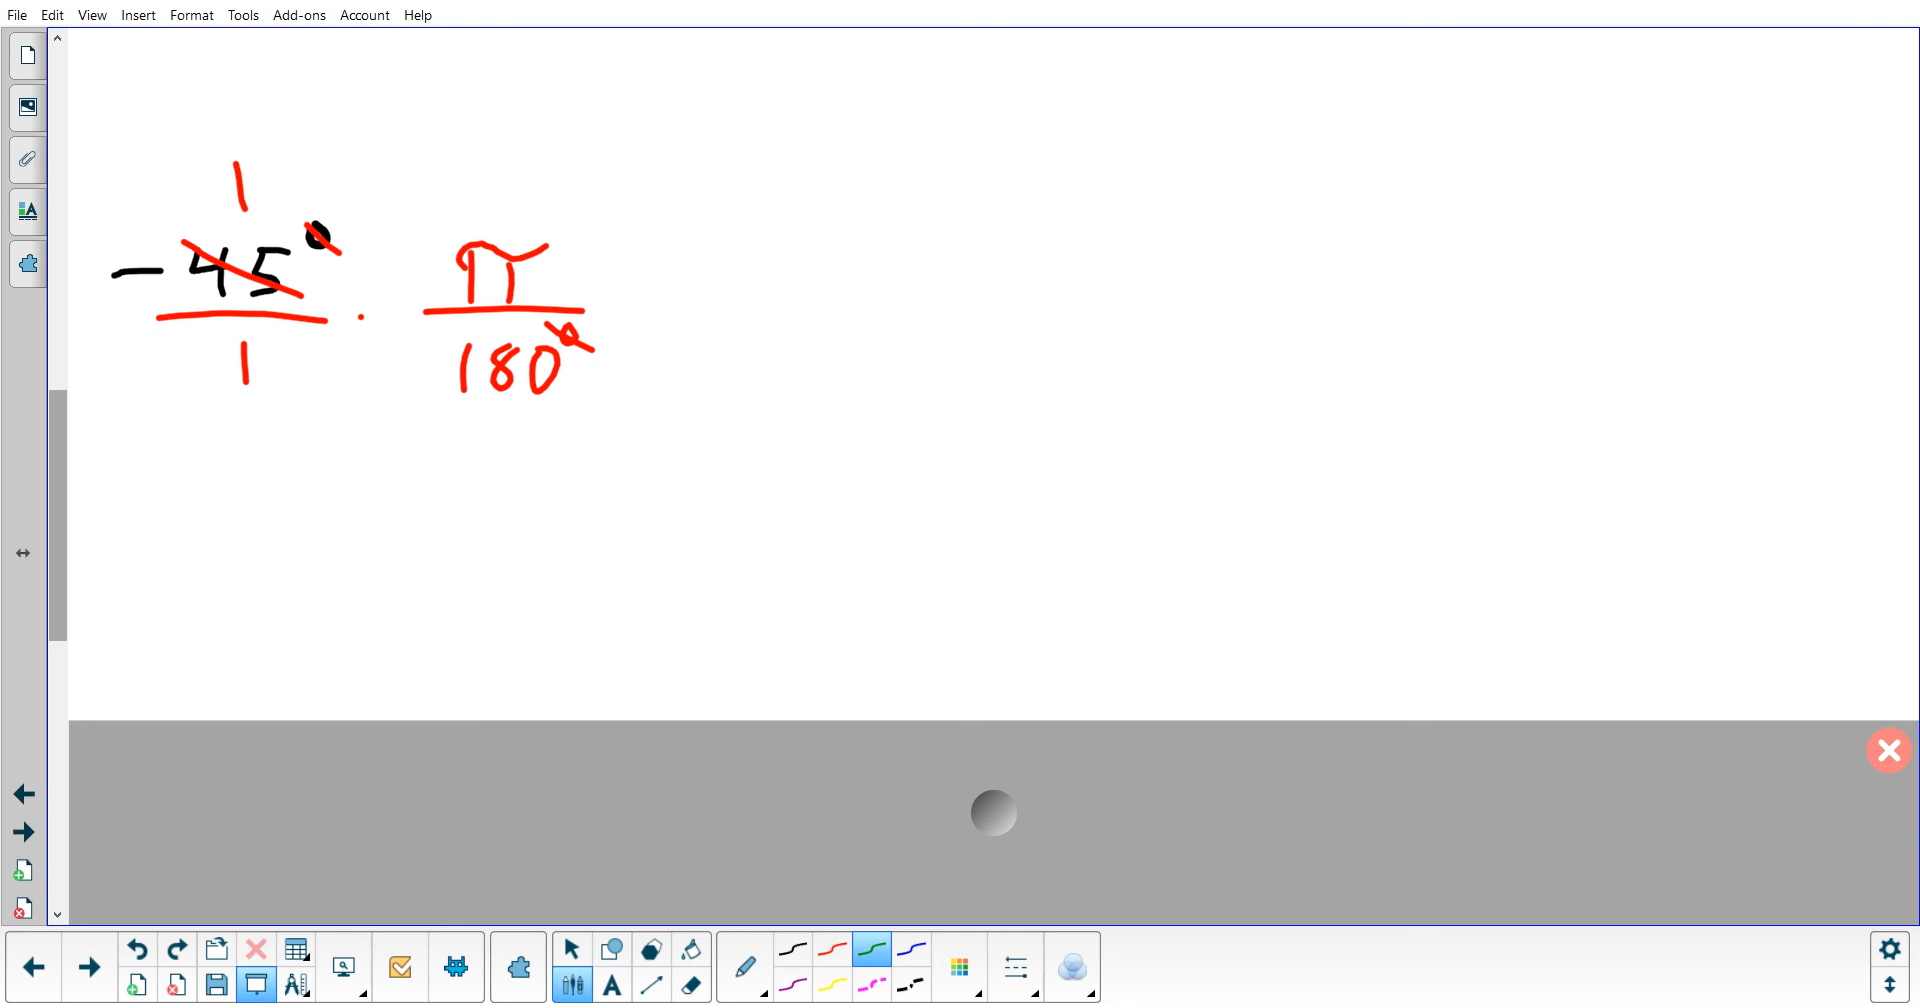 File Edit View Insert Format Tools Add-ons Account Help
1
-45° π
1 · 180°